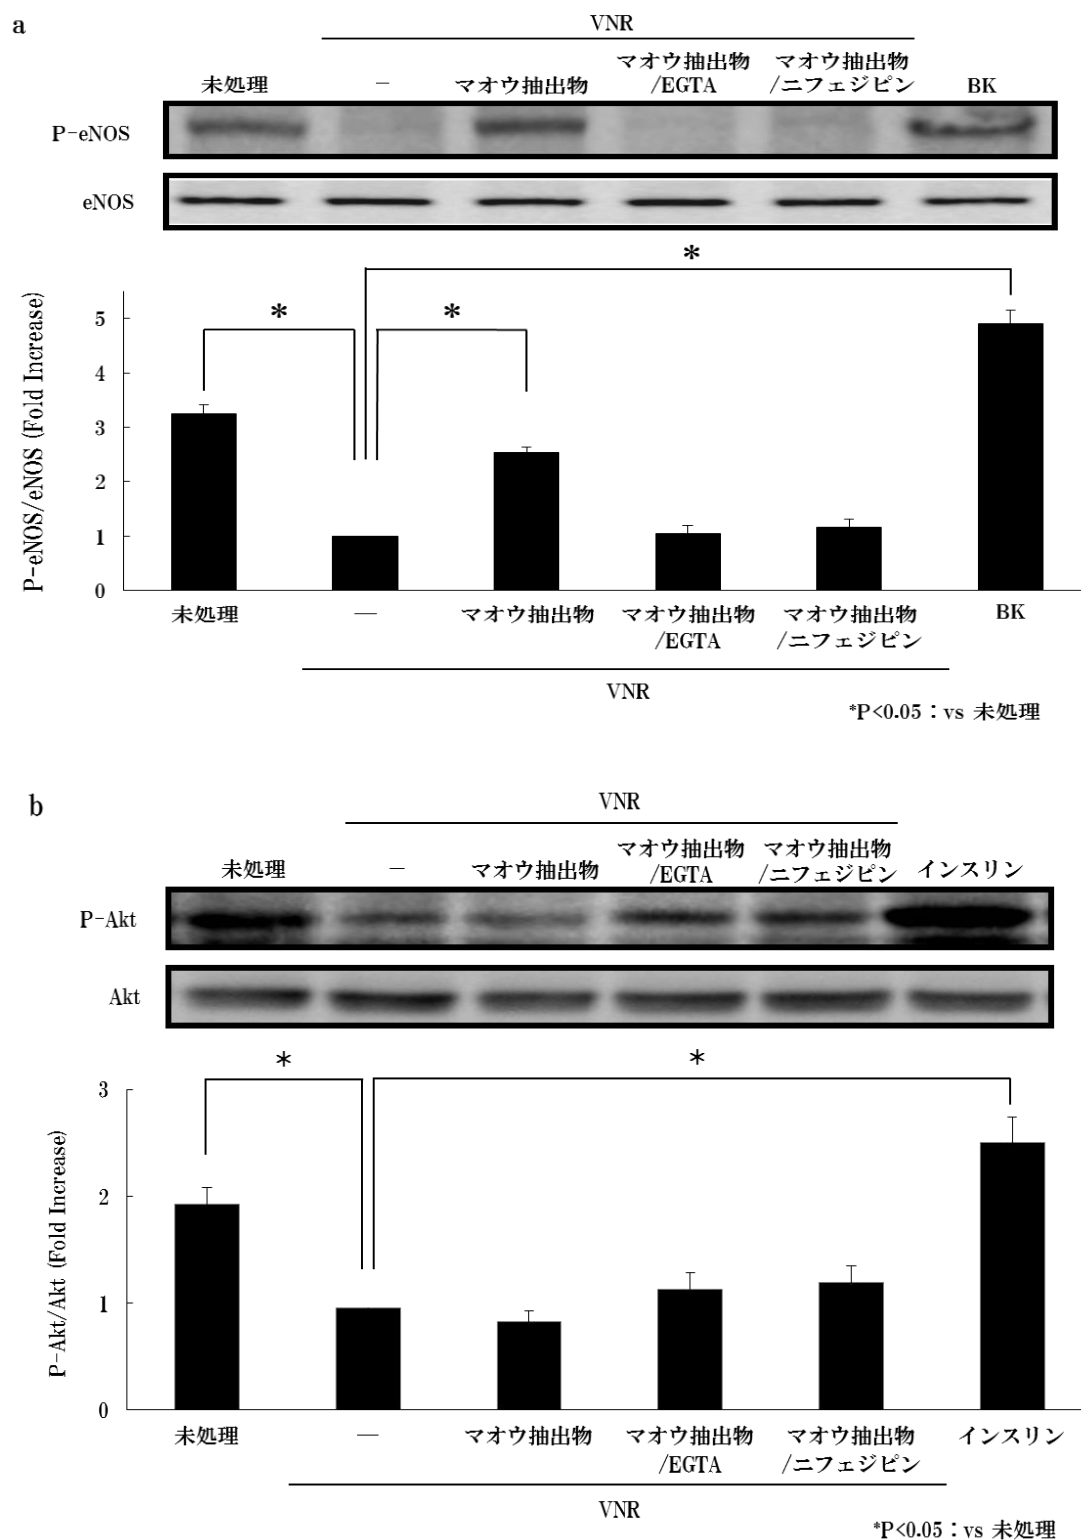 a
VNR
未処理 － マオウ抽出物 マオウ抽出物/EGTA マオウ抽出物/ニフェジピン BK
P-eNOS
eNOS
*
* *
P-eNOS/eNOS (Fold Increase)
5
4
3
2
1
0
未処理 — マオウ抽出物 マオウ抽出物/EGTA マオウ抽出物/ニフェジピン BK
VNR
*P<0.05：vs 未処理
b
VNR
未処理 － マオウ抽出物 マオウ抽出物/EGTA マオウ抽出物/ニフェジピン インスリン
P-Akt
Akt
* *
P-Akt/Akt (Fold Increase)
3
2
1
0
未処理 — マオウ抽出物 マオウ抽出物/EGTA マオウ抽出物/ニフェジピン インスリン
VNR
*P<0.05：vs 未処理